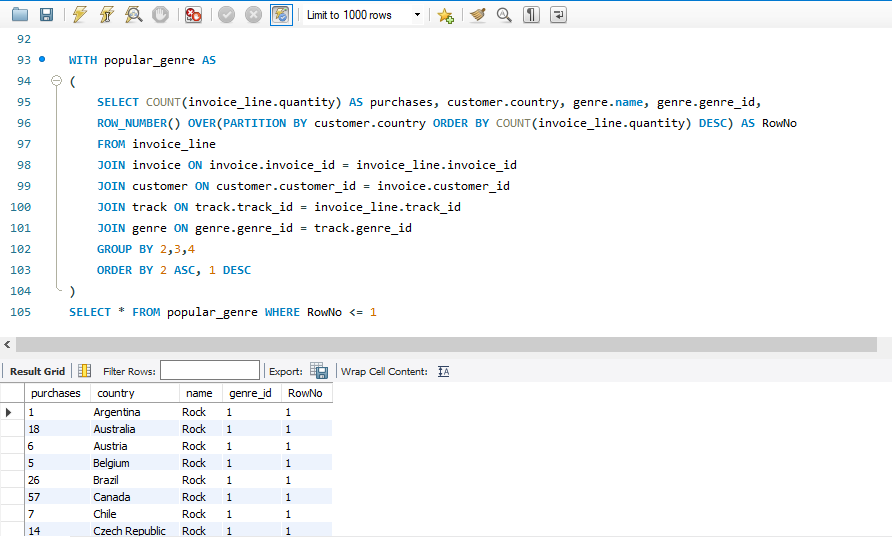 Limit to 1000 rows
92
93 WITH popular_genre AS
94 (
95 SELECT COUNT(invoice_line.quantity) AS purchases, customer.country, genre.name, genre.genre_id,
96 ROW_NUMBER() OVER(PARTITION BY customer.country ORDER BY COUNT(invoice_line.quantity) DESC) AS RowNo
97 FROM invoice_line
98 JOIN invoice ON invoice.invoice_id = invoice_line.invoice_id
99 JOIN customer ON customer.customer_id = invoice.customer_id
100 JOIN track ON track.track_id = invoice_line.track_id
101 JOIN genre ON genre.genre_id = track.genre_id
102 GROUP BY 2,3,4
103 ORDER BY 2 ASC, 1 DESC
104 )
105 SELECT * FROM popular_genre WHERE RowNo <= 1
Result Grid Filter Rows: Export: Wrap Cell Content:
purchases country name genre_id RowNo
1 Argentina Rock 1 1
18 Australia Rock 1 1
6 Austria Rock 1 1
5 Belgium Rock 1 1
26 Brazil Rock 1 1
57 Canada Rock 1 1
7 Chile Rock 1 1
14 Czech Republic Rock 1 1